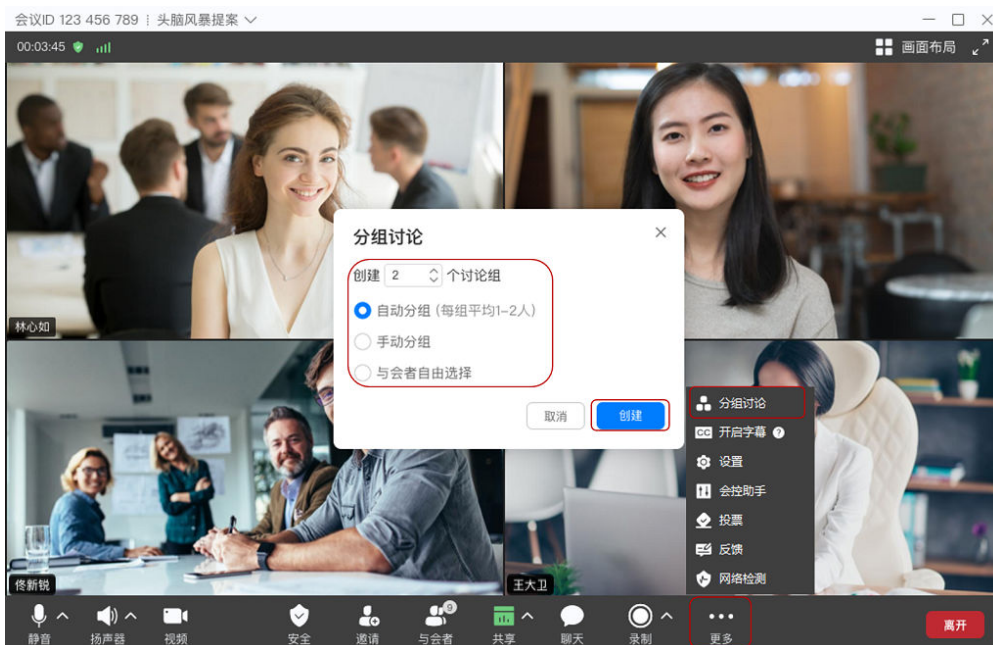 会议ID 123 456 789 ⋮ 头脑风暴提案
00:03:45
画面布局
分组讨论
创建 2 个讨论组
自动分组 (每组平均1-2人)
手动分组
与会者自由选择
取消
创建
林心如
分组讨论
CC 开启字幕 ?
设置
会控助手
投票
反馈
网络检测
佟新锐
王大卫
9
静音
扬声器
视频
安全
邀请
与会者
共享
聊天
录制
更多
离开